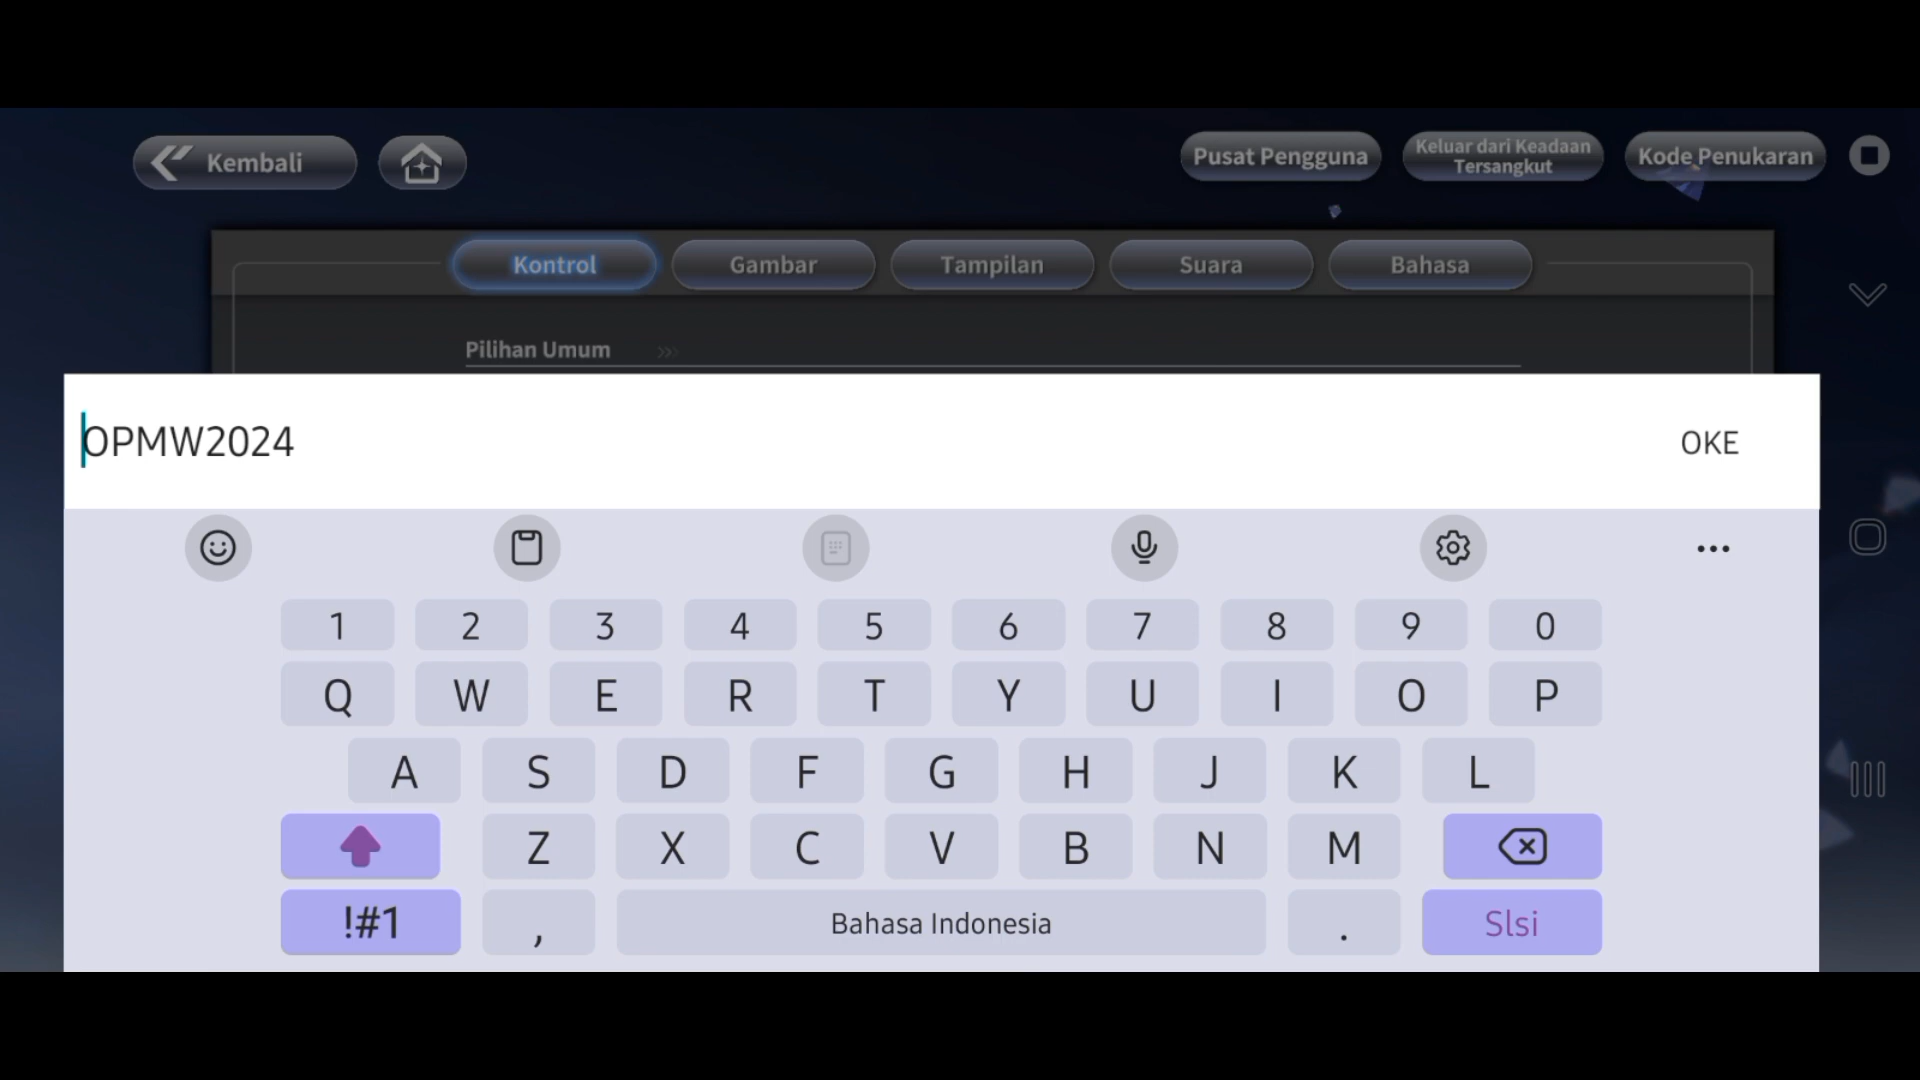 Kembali
Pusat Pengguna
Keluar dari Keadaan
Tersangkut
Kode Penukaran
Kontrol
Gambar
Tampilan
Suara
Bahasa
Pilihan Umum
OPMW2024
OKE
1 2 3 4 5 6 7 8 9 0
Q W E R T Y U I O P
A S D F G H J K L
Z X C V B N M
!#1 , Bahasa Indonesia . Slsi